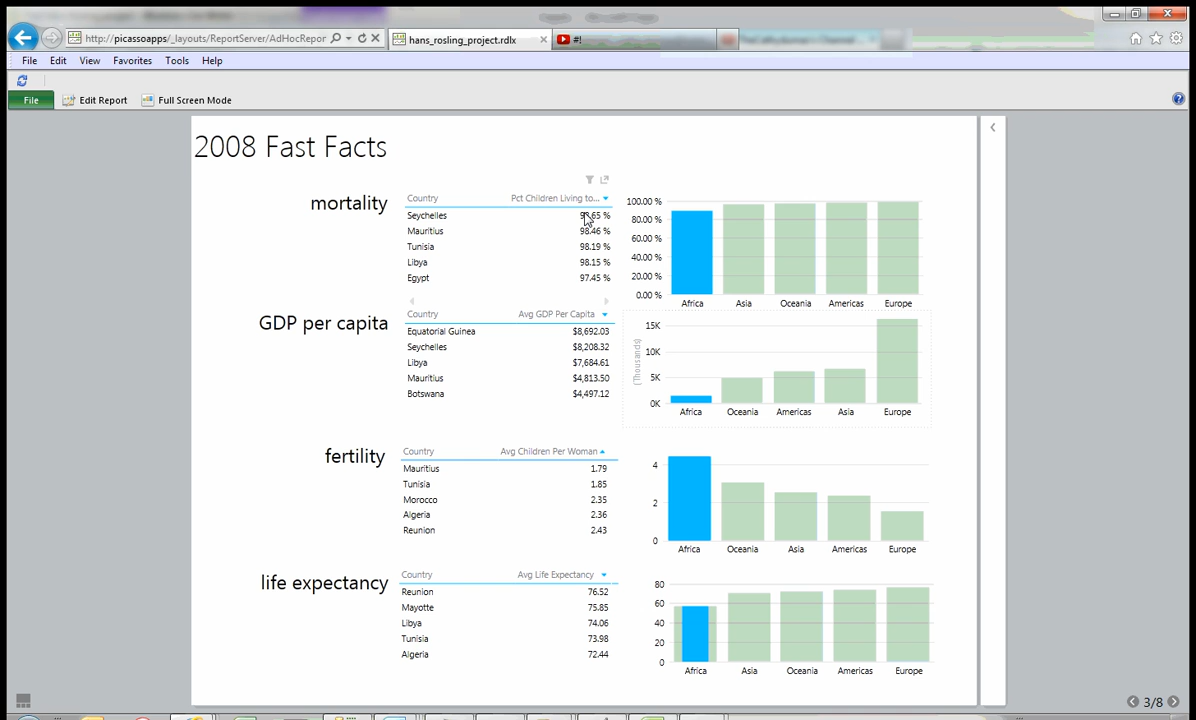 http://picassoapps/_layouts/ReportServer/AdHocRepor
hans_rosling_project.rdlx
#!
File Edit View Favorites Tools Help
File Edit Report Full Screen Mode
2008 Fast Facts
mortality
Country Pct Children Living to...
Seychelles
Mauritius 98.46 %
Tunisia 98.19 %
Libya 98.15 %
Egypt 97.45 %
100.00 %
80.00 %
60.00 %
40.00 %
20.00 %
0.00 %
Africa Asia Oceania Americas Europe
GDP per capita
Country Avg GDP Per Capita
Equatorial Guinea $8,692.03
Seychelles $8,208.32
Libya $7,684.61
Mauritius $4,813.50
Botswana $4,497.12
(Thousands)
15K
10K
5K
0K
Africa Oceania Americas Asia Europe
fertility
Country Avg Children Per Woman
Mauritius 1.79
Tunisia 1.85
Morocco 2.35
Algeria 2.36
Reunion 2.43
4
2
0
Africa Oceania Asia Americas Europe
life expectancy
Country Avg Life Expectancy
Reunion 76.52
Mayotte 75.85
Libya 74.06
Tunisia 73.98
Algeria 72.44
80
60
40
20
0
Africa Asia Oceania Americas Europe
3/8